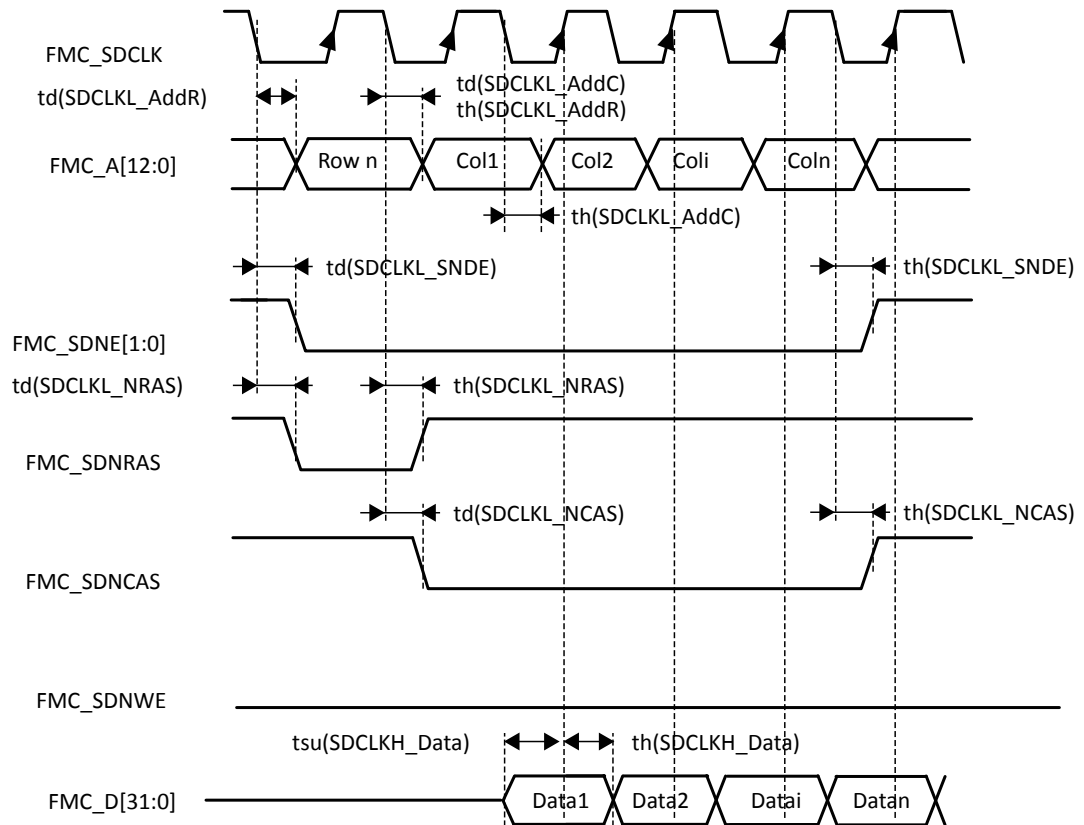 FMC_SDCLK
td(SDCLKL_AddR)
td(SDCLKL_AddC)
th(SDCLKL_AddR)
FMC_A[12:0]
Row n
Col1
Col2
Coli
Coln
th(SDCLKL_AddC)
td(SDCLKL_SNDE)
th(SDCLKL_SNDE)
FMC_SDNE[1:0]
td(SDCLKL_NRAS)
th(SDCLKL_NRAS)
FMC_SDNRAS
td(SDCLKL_NCAS)
th(SDCLKL_NCAS)
FMC_SDNCAS
FMC_SDNWE
tsu(SDCLKH_Data)
th(SDCLKH_Data)
FMC_D[31:0]
Data1
Data2
Datai
Datan